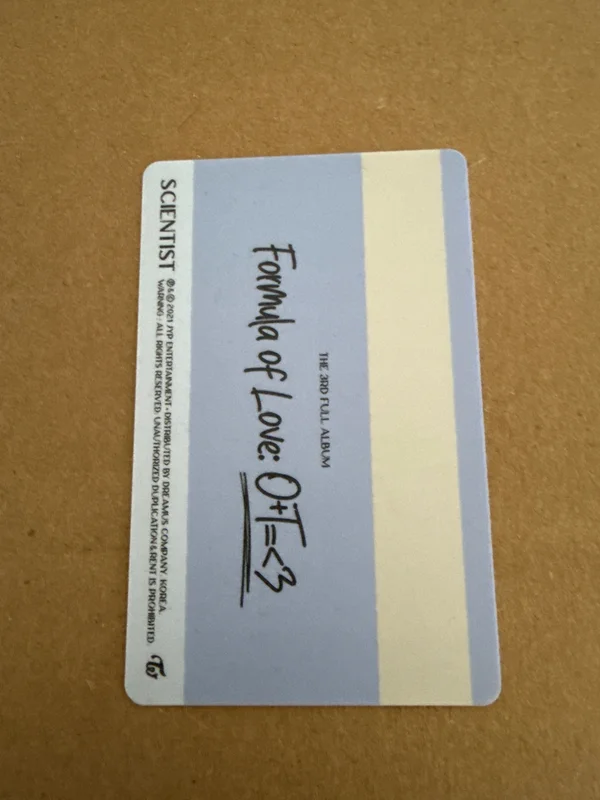 THE 3RD FULL ALBUM
Formula of Love: O+T=<3
SCIENTIST
℗&© 2021 JYP ENTERTAINMENT • DISTRIBUTED BY DREAMUS COMPANY. KOREA.
WARNING : ALL RIGHTS RESERVED. UNAUTHORIZED DUPLICATION & RENT IS PROHIBITED.